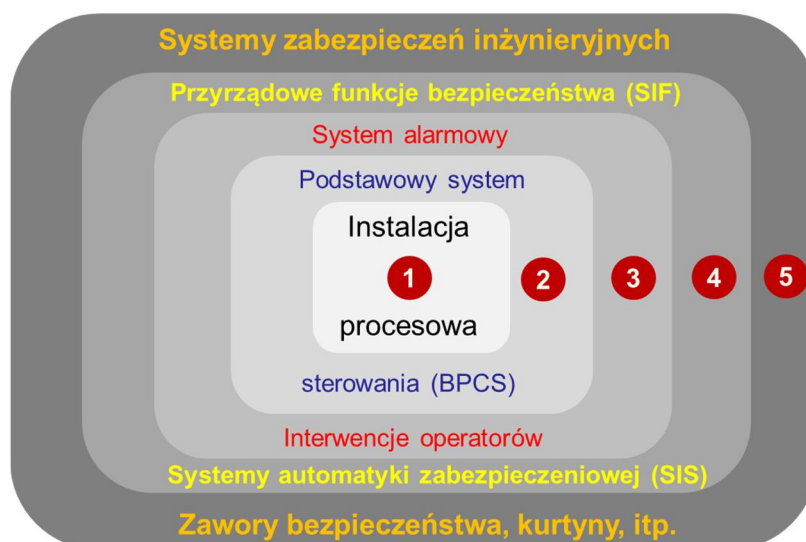 Systemy zabezpieczeń inżynieryjnych
Przyrządowe funkcje bezpieczeństwa (SIF)
System alarmowy
Podstawowy system
Instalacja
1 2 3 4 5
procesowa
sterowania (BPCS)
Interwencje operatorów
Systemy automatyki zabezpieczeniowej (SIS)
Zawory bezpieczeństwa, kurtyny, itp.